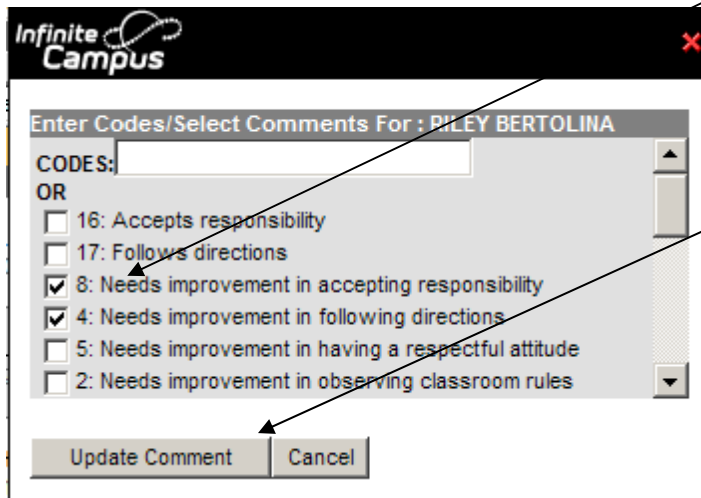 Infinite
Campus
Enter Codes/Select Comments For : RILEY BERTOLINA
CODES:
OR
16: Accepts responsibility
17: Follows directions
8: Needs improvement in accepting responsibility
4: Needs improvement in following directions
5: Needs improvement in having a respectful attitude
2: Needs improvement in observing classroom rules
Update Comment Cancel